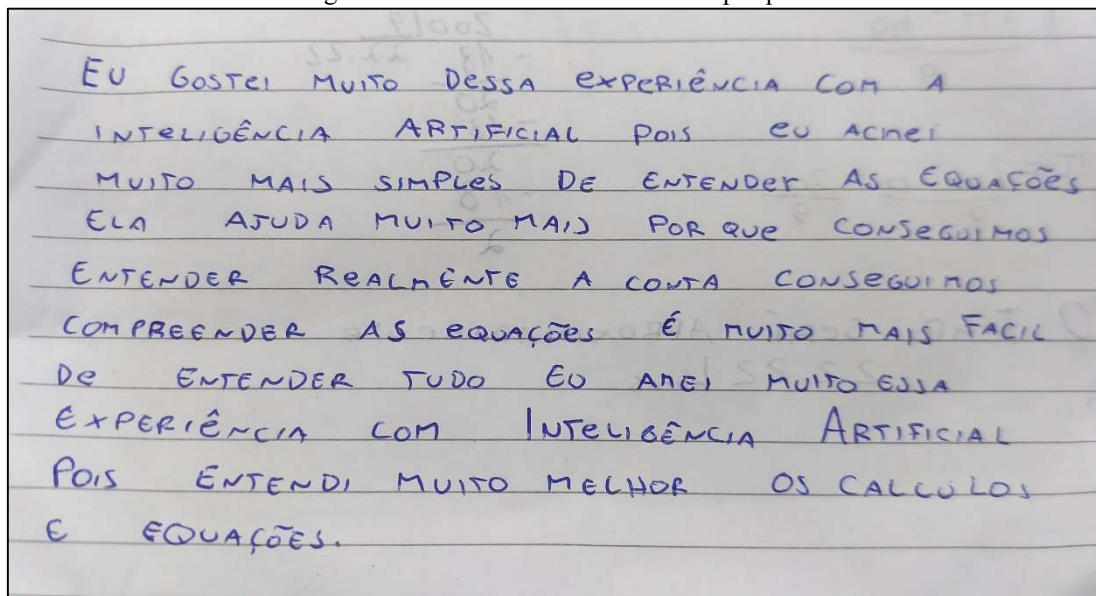 EU GOSTEI MUITO DESSA EXPERIÊNCIA COM A
INTELIGÊNCIA ARTIFICIAL POIS EU ACHEI
MUITO MAIS SIMPLES DE ENTENDER AS EQUAÇÕES
ELA AJUDA MUITO MAIS POR QUE CONSEGUIMOS
ENTENDER REALMENTE A CONTA CONSEGUIMOS
COMPREENDER AS EQUAÇÕES É MUITO MAIS FACIL
DE ENTENDER TUDO EU AMEI MUITO ESSA
EXPERIÊNCIA COM INTELIGÊNCIA ARTIFICIAL
POIS ENTENDI MUITO MELHOR OS CALCULOS
E EQUAÇÕES.